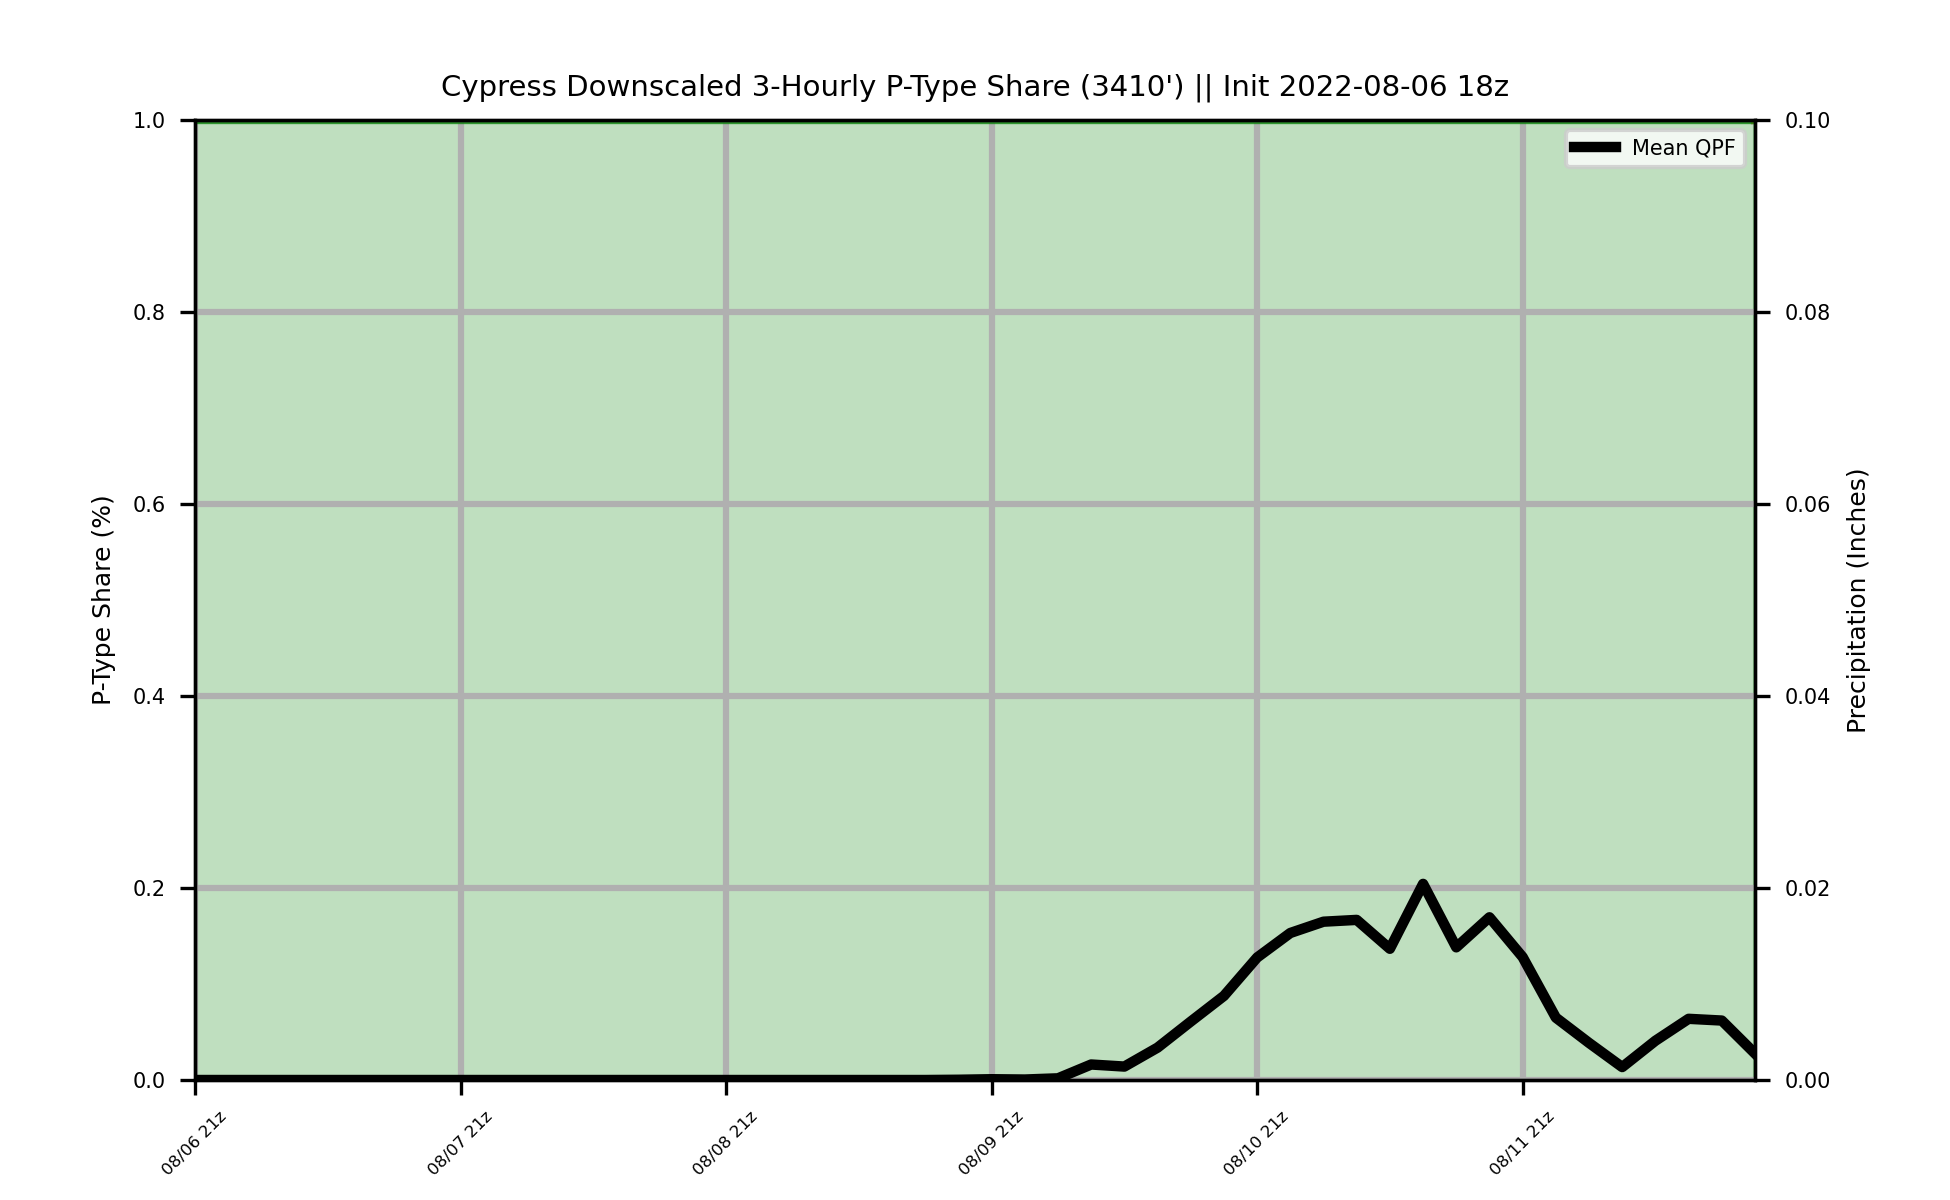 Cypress Downscaled 3-Hourly P-Type Share (3410') || Init 2022-08-06 18z
Mean QPF
P-Type Share (%)
1.0
0.8
0.6
0.4
0.2
0.0
0.10
0.08
0.06
0.04
0.02
0.00
Precipitation (Inches)
08/06 21z
08/07 21z
08/08 21z
08/09 21z
08/10 21z
08/11 21z